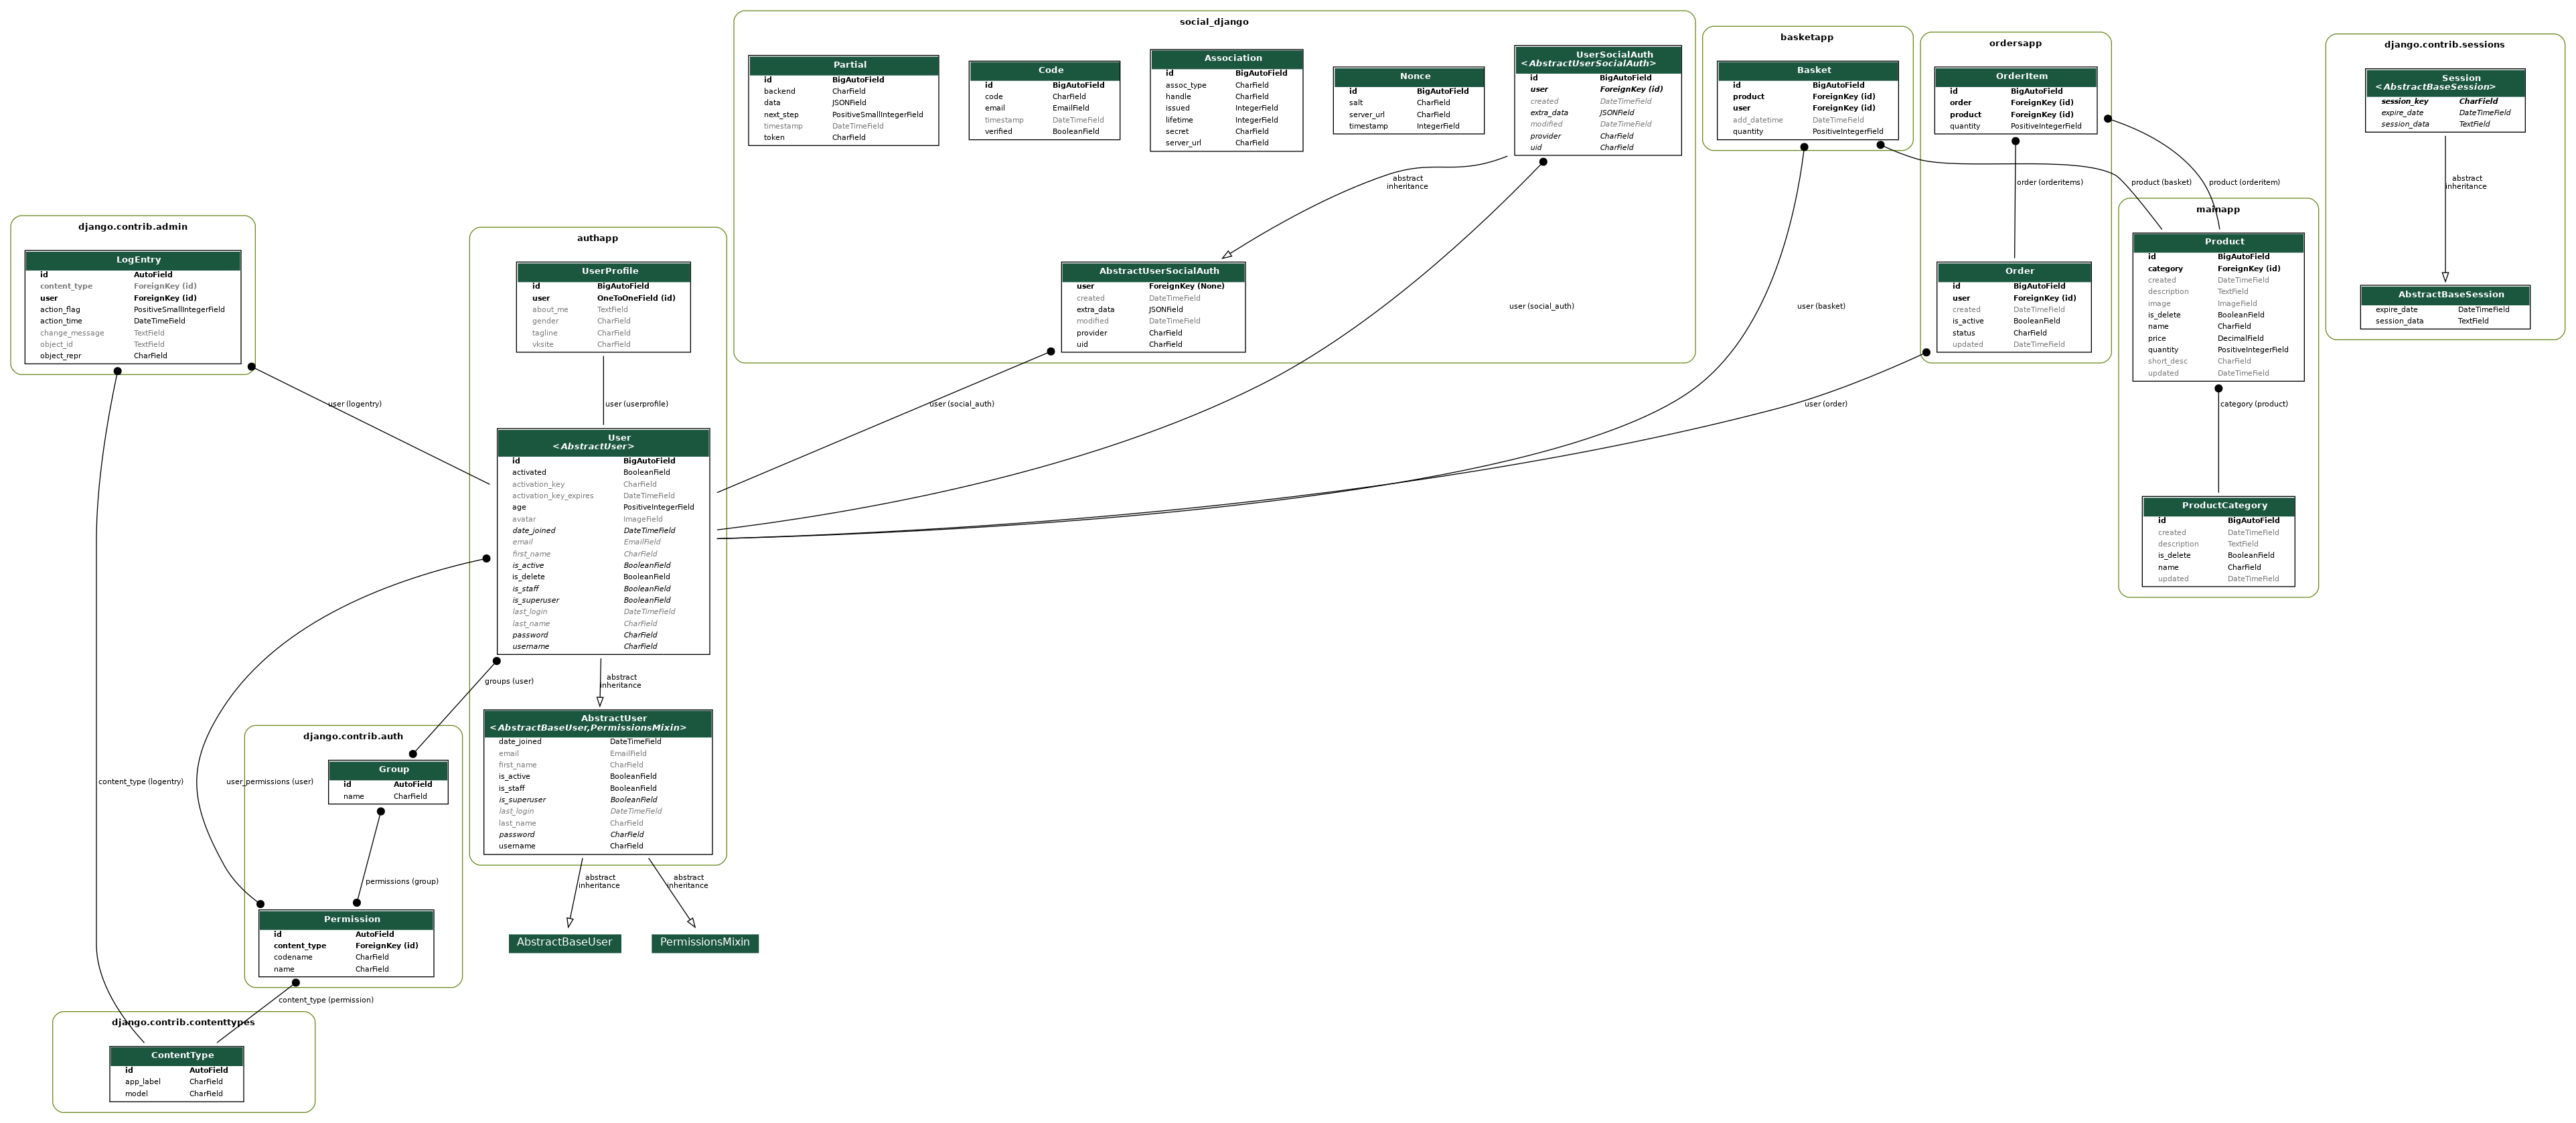 social_django
Partial
id BigAutoField
backend CharField
data JSONField
next_step PositiveSmallIntegerField
timestamp DateTimeField
token CharField
Code
id BigAutoField
code CharField
email EmailField
timestamp DateTimeField
verified BooleanField
Association
id BigAutoField
assoc_type CharField
handle CharField
issued IntegerField
lifetime IntegerField
secret CharField
server_url CharField
Nonce
id BigAutoField
salt CharField
server_url CharField
timestamp IntegerField
UserSocialAuth
<AbstractUserSocialAuth>
id BigAutoField
user ForeignKey (id)
created DateTimeField
extra_data JSONField
modified DateTimeField
provider CharField
uid CharField
abstract
inheritance
AbstractUserSocialAuth
user ForeignKey (None)
created DateTimeField
extra_data JSONField
modified DateTimeField
provider CharField
uid CharField
user (social_auth)
user (social_auth)
basketapp
Basket
id BigAutoField
product ForeignKey (id)
user ForeignKey (id)
add_datetime DateTimeField
quantity PositiveIntegerField
user (basket)
product (basket)
ordersapp
OrderItem
id BigAutoField
order ForeignKey (id)
product ForeignKey (id)
quantity PositiveIntegerField
order (orderitems)
product (orderitem)
Order
id BigAutoField
user ForeignKey (id)
created DateTimeField
is_active BooleanField
status CharField
updated DateTimeField
user (order)
mainapp
Product
id BigAutoField
category ForeignKey (id)
created DateTimeField
description TextField
image ImageField
is_delete BooleanField
name CharField
price DecimalField
quantity PositiveIntegerField
short_desc CharField
updated DateTimeField
category (product)
ProductCategory
id BigAutoField
created DateTimeField
description TextField
is_delete BooleanField
name CharField
updated DateTimeField
django.contrib.sessions
Session
<AbstractBaseSession>
session_key CharField
expire_date DateTimeField
session_data TextField
abstract
inheritance
AbstractBaseSession
expire_date DateTimeField
session_data TextField
django.contrib.admin
LogEntry
id AutoField
content_type ForeignKey (id)
user ForeignKey (id)
action_flag PositiveSmallIntegerField
action_time DateTimeField
change_message TextField
object_id TextField
object_repr CharField
user (logentry)
content_type (logentry)
authapp
UserProfile
id BigAutoField
user OneToOneField (id)
about_me TextField
gender CharField
tagline CharField
vksite CharField
user (userprofile)
User
<AbstractUser>
id BigAutoField
activated BooleanField
activation_key CharField
activation_key_expires DateTimeField
age PositiveIntegerField
avatar ImageField
date_joined DateTimeField
email EmailField
first_name CharField
is_active BooleanField
is_delete BooleanField
is_staff BooleanField
is_superuser BooleanField
last_login DateTimeField
last_name CharField
password CharField
username CharField
groups (user)
abstract
inheritance
user_permissions (user)
AbstractUser
<AbstractBaseUser,PermissionsMixin>
date_joined DateTimeField
email EmailField
first_name CharField
is_active BooleanField
is_staff BooleanField
is_superuser BooleanField
last_login DateTimeField
last_name CharField
password CharField
username CharField
abstract
inheritance
abstract
inheritance
AbstractBaseUser
PermissionsMixin
django.contrib.auth
Group
id AutoField
name CharField
permissions (group)
Permission
id AutoField
content_type ForeignKey (id)
codename CharField
name CharField
content_type (permission)
django.contrib.contenttypes
ContentType
id AutoField
app_label CharField
model CharField